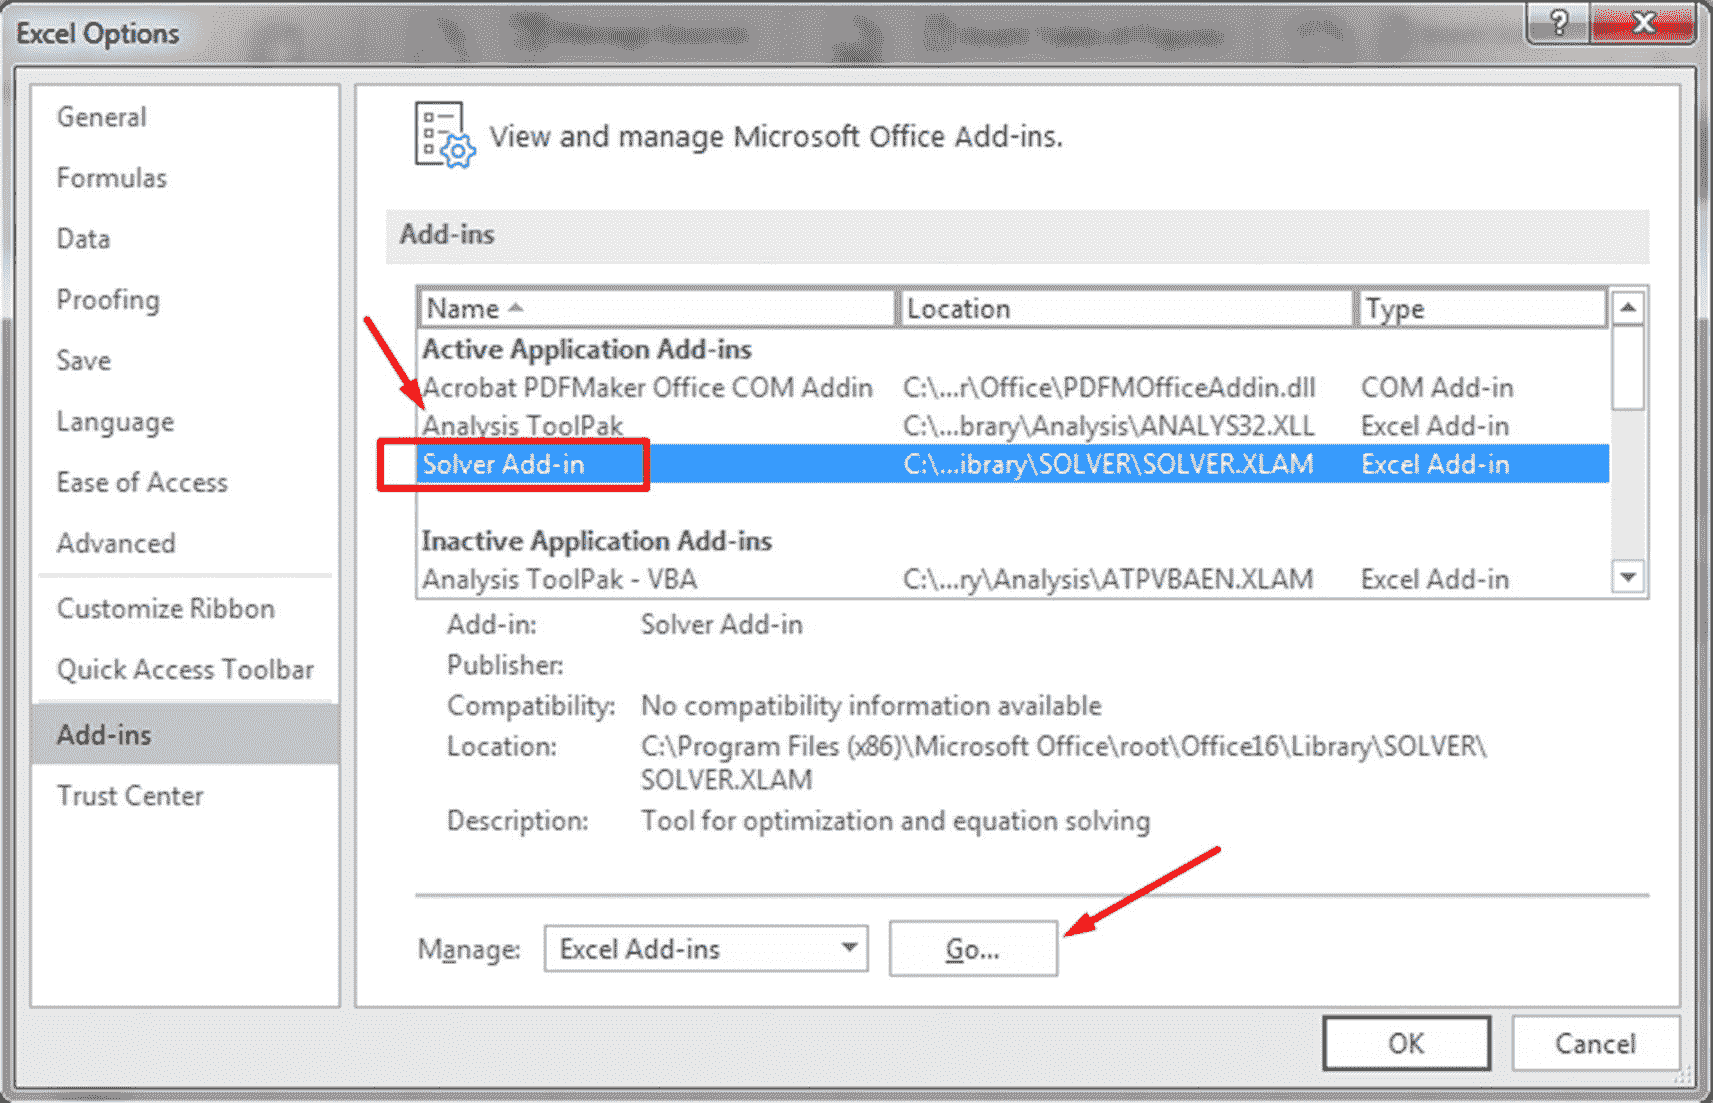 Excel Options
?
General
Formulas
Data
Proofing
Save
Language
Ease of Access
Advanced
Customize Ribbon
Quick Access Toolbar
Add-ins
Trust Center
View and manage Microsoft Office Add-ins.
Add-ins
Name Location Type
Active Application Add-ins
Acrobat PDFMaker Office COM Addin C:\...r\Office\PDFMOfficeAddin.dll COM Add-in
Analysis ToolPak C:\...brary\Analysis\ANALYS32.XLL Excel Add-in
Solver Add-in C:\...ibrary\SOLVER\SOLVER.XLAM Excel Add-in
Inactive Application Add-ins
Analysis ToolPak - VBA C:\...ry\Analysis\ATPVBAEN.XLAM Excel Add-in
Add-in: Solver Add-in
Publisher:
Compatibility: No compatibility information available
Location: C:\Program Files (x86)\Microsoft Office\root\Office16\Library\SOLVER\
SOLVER.XLAM
Description: Tool for optimization and equation solving
Manage: Excel Add-ins Go...
OK Cancel